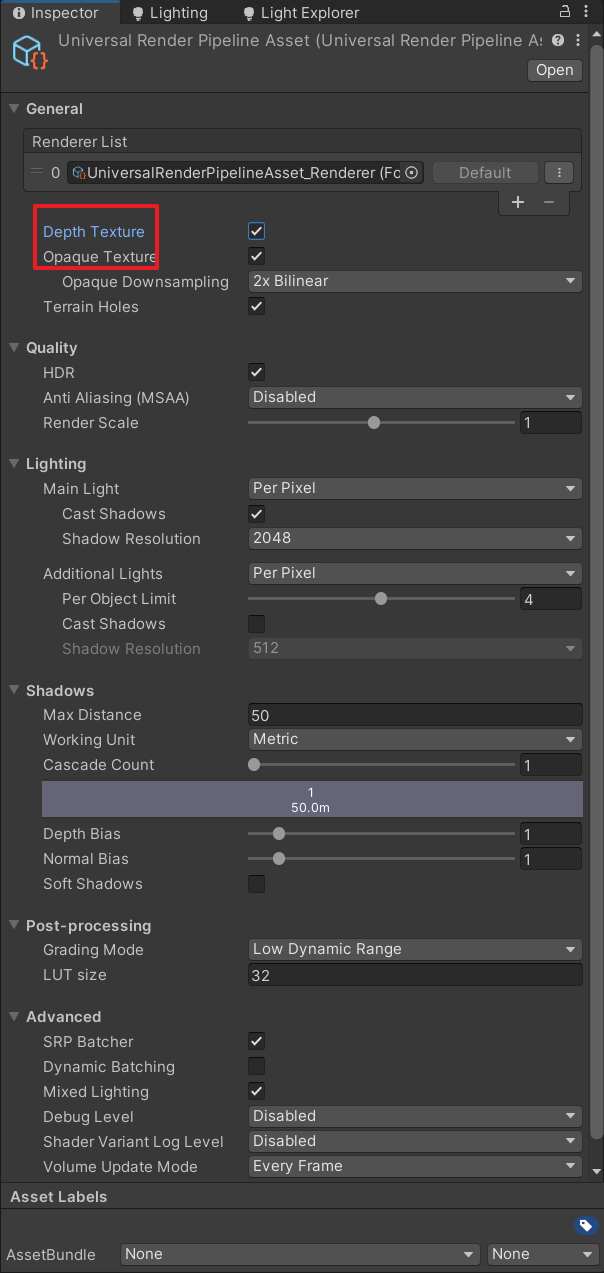 Inspector Lighting Light Explorer
Universal Render Pipeline Asset (Universal Render Pipeline As
Open
General
Renderer List
0 UniversalRenderPipelineAsset_Renderer (Fo Default
Depth Texture
Opaque Texture
Opaque Downsampling 2x Bilinear
Terrain Holes
Quality
HDR
Anti Aliasing (MSAA) Disabled
Render Scale 1
Lighting
Main Light Per Pixel
Cast Shadows
Shadow Resolution 2048
Additional Lights Per Pixel
Per Object Limit 4
Cast Shadows
Shadow Resolution 512
Shadows
Max Distance 50
Working Unit Metric
Cascade Count 1
1
50.0m
Depth Bias 1
Normal Bias 1
Soft Shadows
Post-processing
Grading Mode Low Dynamic Range
LUT size 32
Advanced
SRP Batcher
Dynamic Batching
Mixed Lighting
Debug Level Disabled
Shader Variant Log Level Disabled
Volume Update Mode Every Frame
Asset Labels
AssetBundle None None